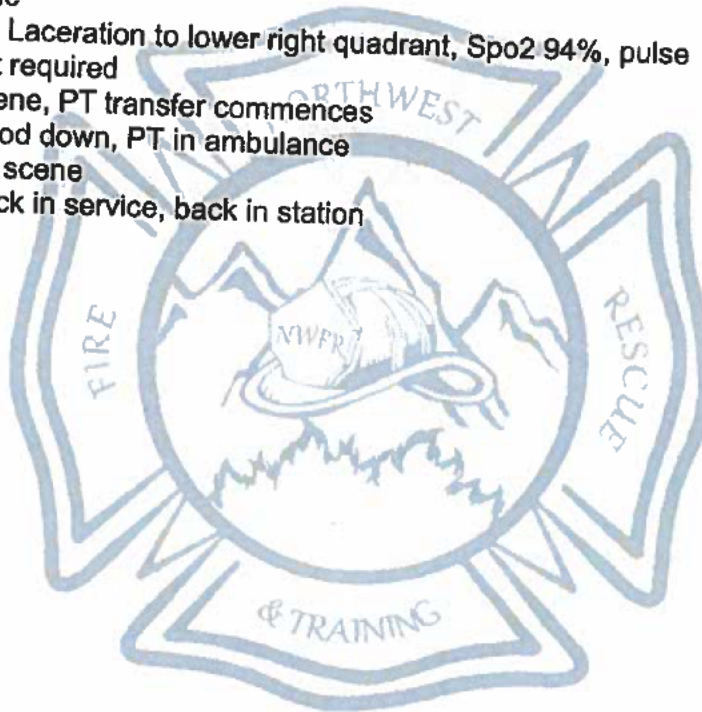 Laceration to lower right quadrant, Spo2 94%, pulse
t required
ene, PT transfer commences
ood down, PT in ambulance
scene
ck in service, back in station
NORTHWEST
FIRE
NWFR
RESCUE
& TRAINING